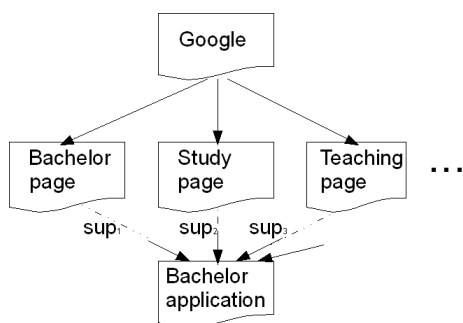 Google
Bachelor
page
Study
page
Teaching
page
...
sup₁
sup₂
sup₃
Bachelor
application